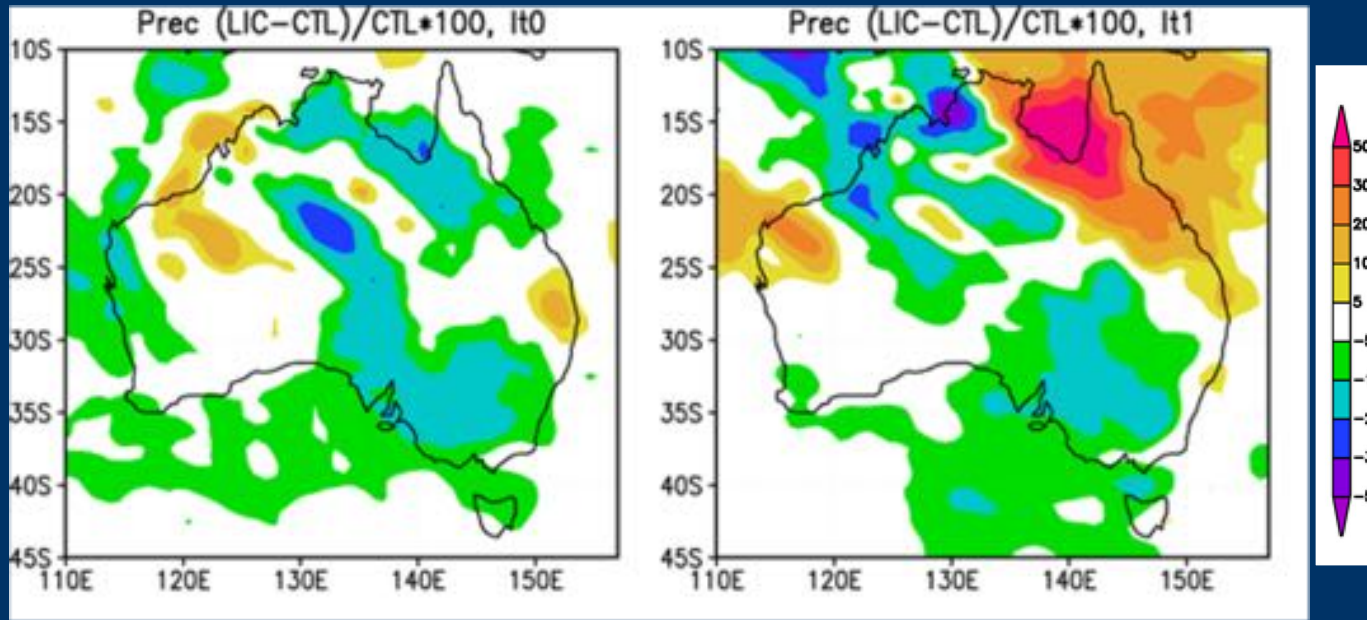 Prec (LIC-CTL)/CTL*100, lt0
10S
15S
20S
25S
30S
35S
40S
45S
110E 120E 130E 140E 150E
Prec (LIC-CTL)/CTL*100, lt1
10S
15S
20S
25S
30S
35S
40S
45S
110E 120E 130E 140E 150E
50
30
20
10
5